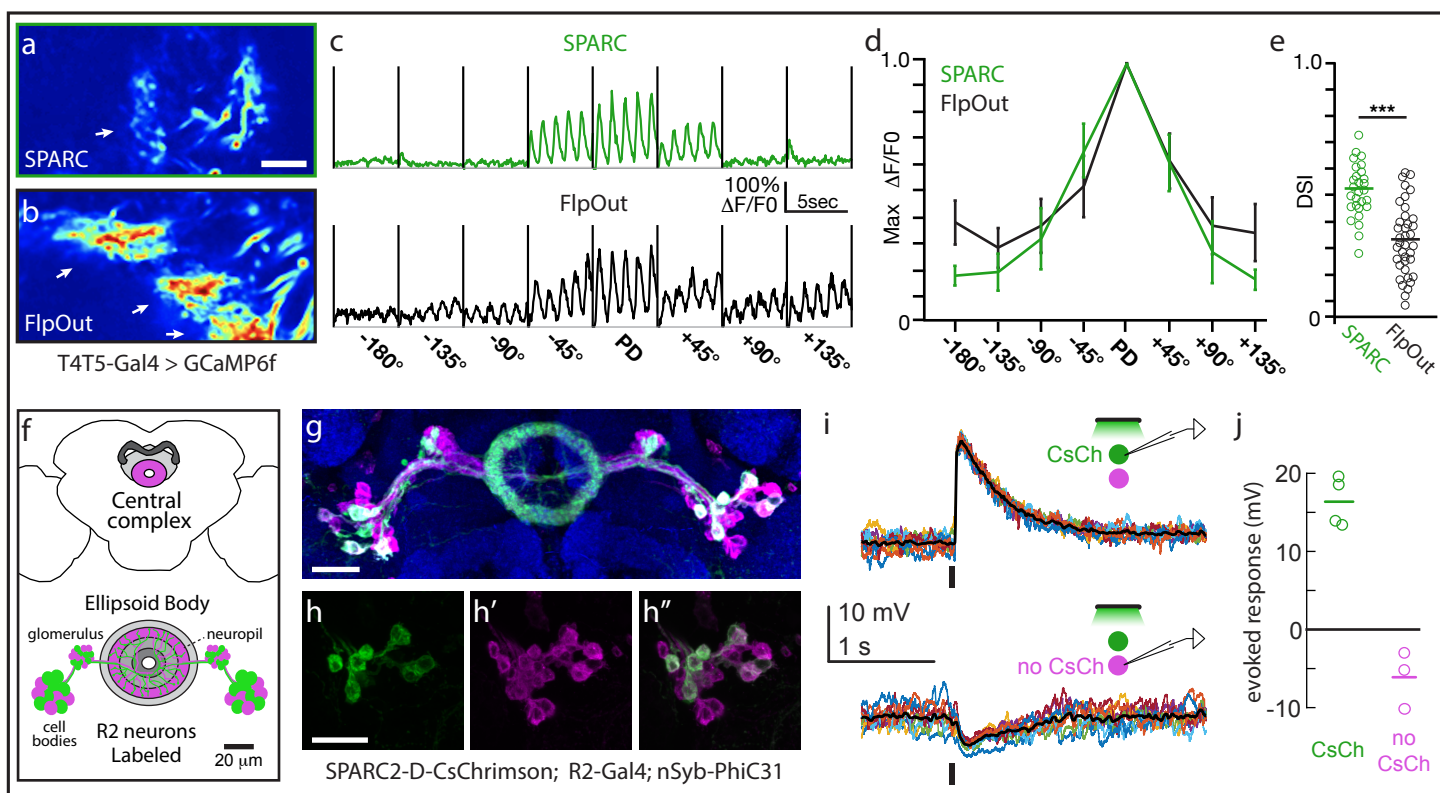 a
SPARC
b
FlpOut
T4T5-Gal4 > GCaMP6f
c
SPARC
100%
ΔF/F0
5sec
FlpOut
-180°
-135°
-90°
-45°
PD
+45°
+90°
+135°
d
SPARC
FlpOut
1.0
Max ΔF/F0
0
-180°
-135°
-90°
-45°
PD
+45°
+90°
+135°
e
1.0
***
DSI
0
SPARC
FlpOut
f
Central
complex
Ellipsoid Body
glomerulus
neuropil
cell
bodies
R2 neurons
Labeled
20 μm
g
h
h'
h''
SPARC2-D-CsChrimson; R2-Gal4; nSyb-PhiC31
i
CsCh
10 mV
1 s
no CsCh
j
evoked response (mV)
20
10
0
-10
CsCh
no
CsCh